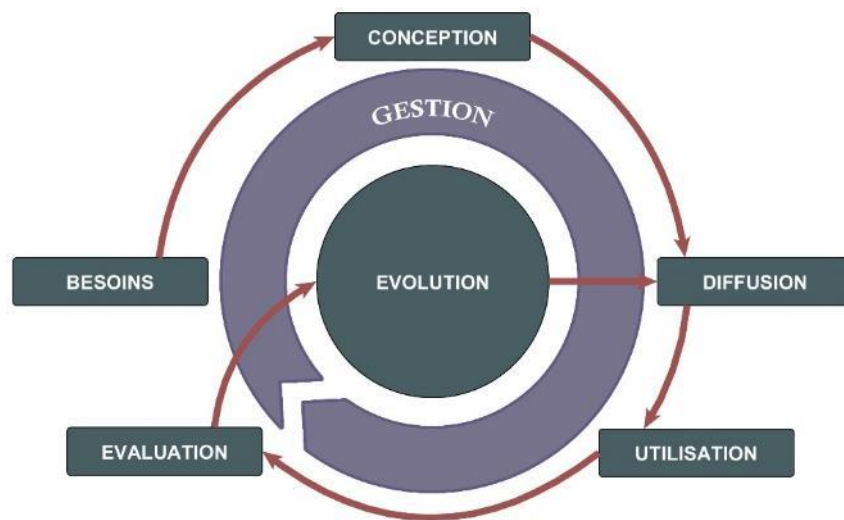 CONCEPTION
GESTION
BESOINS
EVOLUTION
DIFFUSION
EVALUATION
UTILISATION